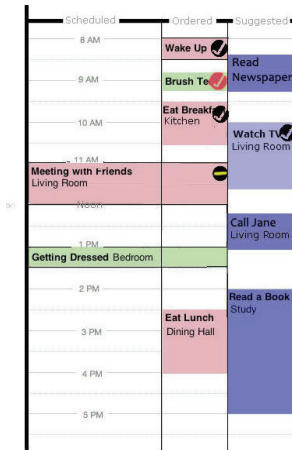 Scheduled Ordered Suggested
8 AM
Wake Up
Read
Newspaper
9 AM
Brush Te
Eat Breakfa
Kitchen
10 AM
Watch TV
Living Room
11 AM
Meeting with Friends
Living Room
Noon
Call Jane
Living Room
1 PM
Getting Dressed Bedroom
2 PM
Read a Book
Study
Eat Lunch
Dining Hall
3 PM
4 PM
5 PM